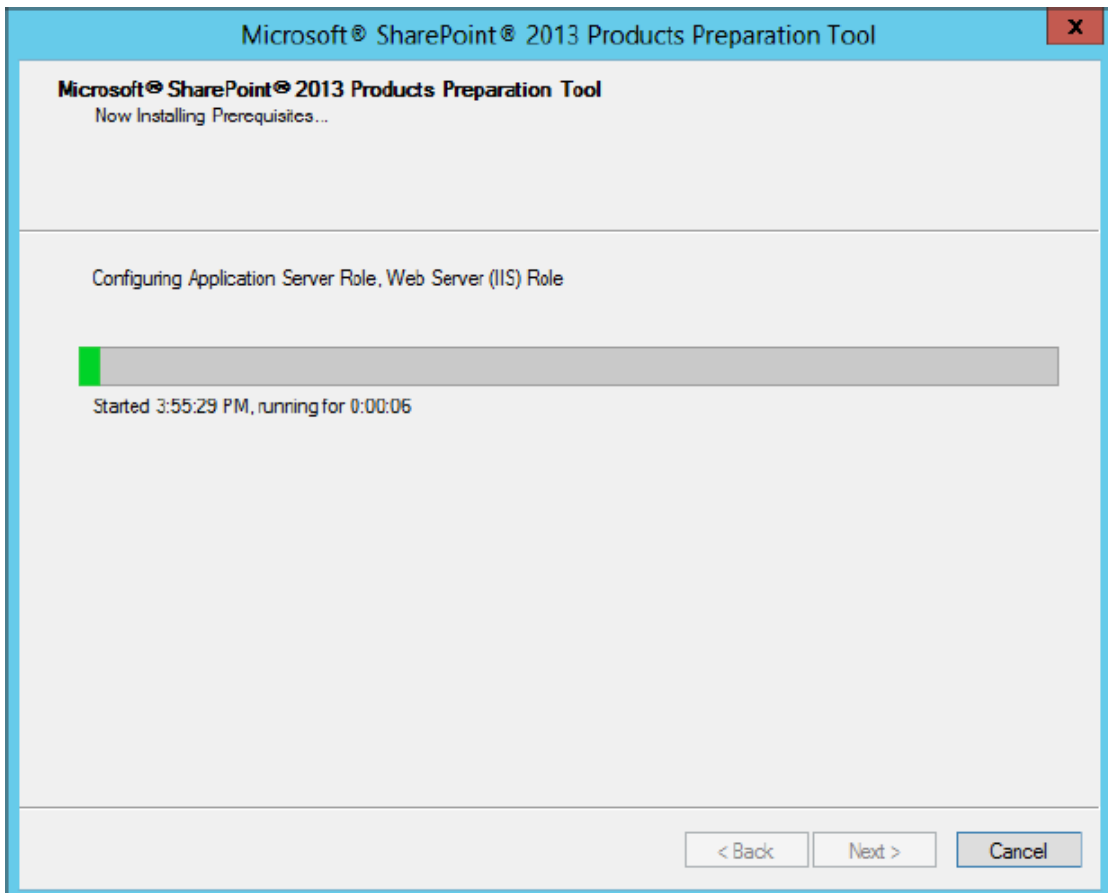 Microsoft® SharePoint® 2013 Products Preparation Tool
x
Microsoft® SharePoint® 2013 Products Preparation Tool
Now Installing Prerequisites...
Configuring Application Server Role, Web Server (IIS) Role
Started 3:55:29 PM, running for 0:00:06
< Back Next > Cancel